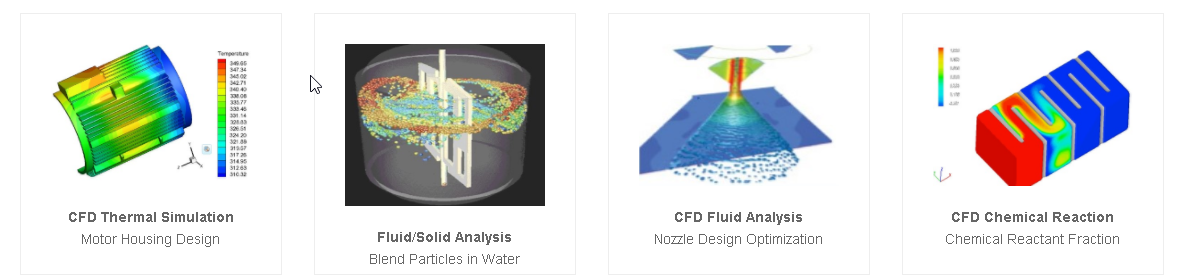 Temperature
349.65
347.34
345.02
342.71
340.40
338.08
335.77
333.46
331.14
328.83
326.51
324.20
321.89
319.57
317.26
314.95
312.63
310.32
CFD Thermal Simulation
Motor Housing Design
Fluid/Solid Analysis
Blend Particles in Water
CFD Fluid Analysis
Nozzle Design Optimization
CFD Chemical Reaction
Chemical Reactant Fraction